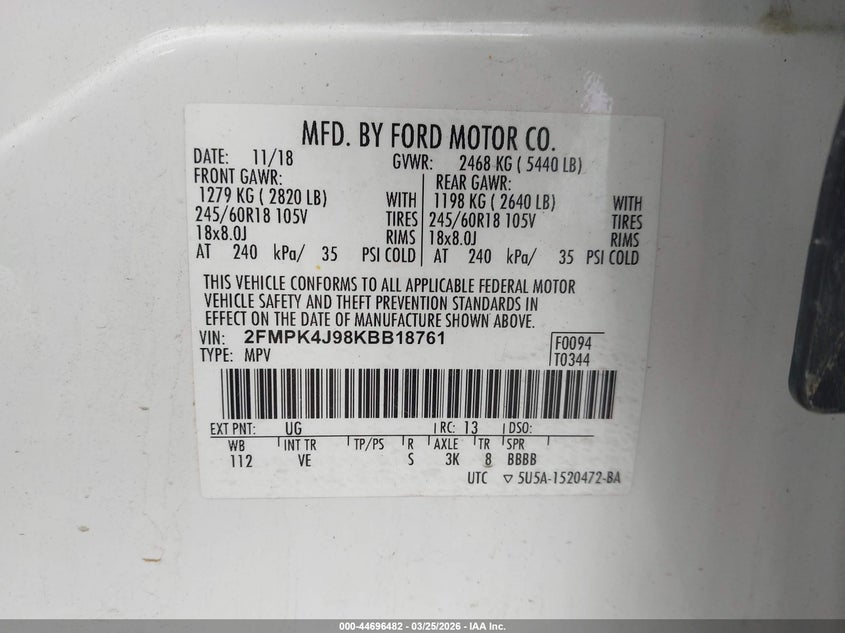 MFD. BY FORD MOTOR CO.
DATE: 11/18 GVWR: 2468 KG ( 5440 LB)
FRONT GAWR: REAR GAWR:
1279 KG ( 2820 LB) WITH 1198 KG ( 2640 LB) WITH
245/60R18 105V TIRES 245/60R18 105V TIRES
18x8.0J RIMS 18x8.0J RIMS
AT 240 kPa/ 35 PSI COLD AT 240 kPa/ 35 PSI COLD
THIS VEHICLE CONFORMS TO ALL APPLICABLE FEDERAL MOTOR
VEHICLE SAFETY AND THEFT PREVENTION STANDARDS IN
EFFECT ON THE DATE OF MANUFACTURE SHOWN ABOVE.
VIN: 2FMPK4J98KBB18761 F0094
TYPE: MPV T0344
EXT PNT: UG RC: 13 DSO:
WB INT TR TP/PS R AXLE TR SPR
112 VE S 3K 8 BBBB
UTC ▽ 5U5A-1520472-BA
000-44696482 - 03/25/2026 - IAA Inc.